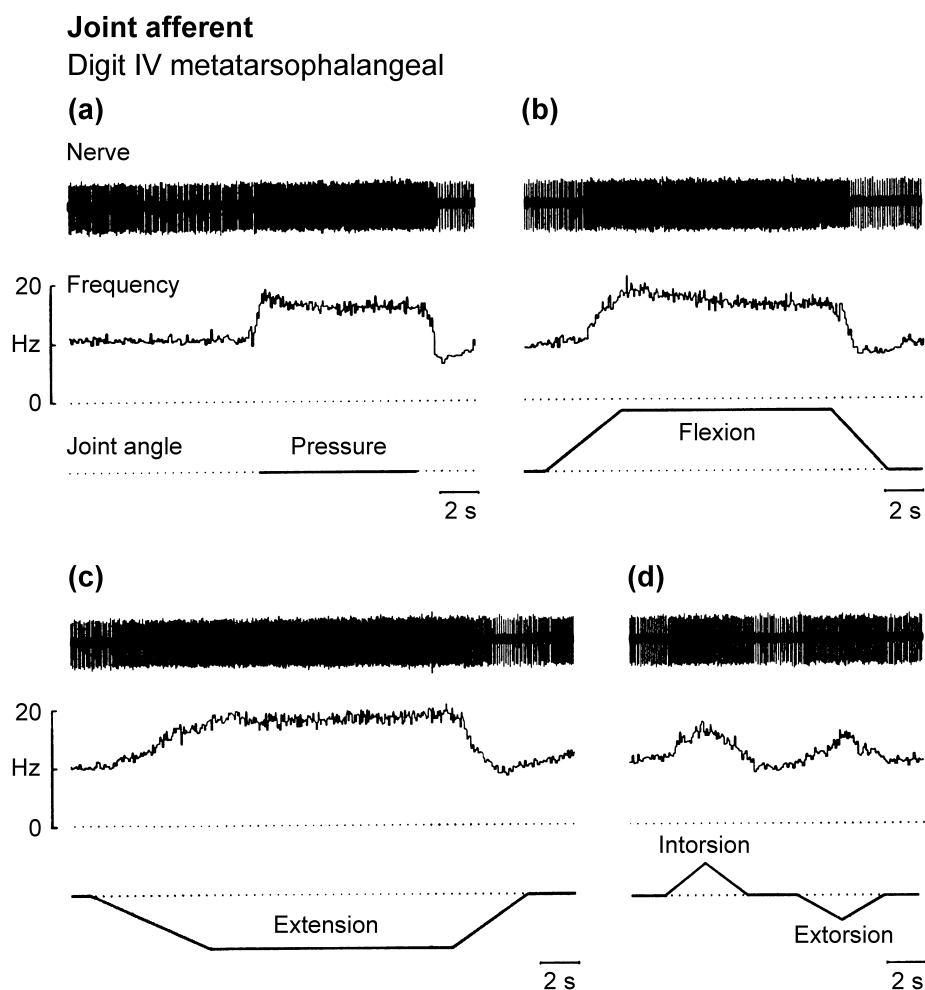 Joint afferent
Digit IV metatarsophalangeal
(a)
(b)
Nerve
20
Frequency
Hz
0
Joint angle
Pressure
Flexion
2 s
2 s
(c)
(d)
20
Hz
0
Intorsion
Extension
Extorsion
2 s
2 s